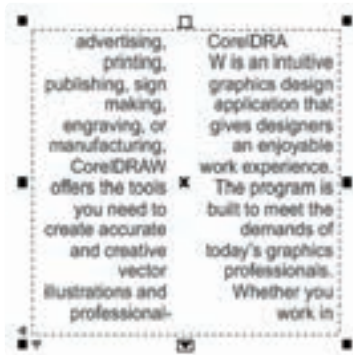 CorelDRA
W is an intuitive
graphics design
application that
gives designers
an enjoyable
work experience.
The program is
built to meet the
demands of
today's graphics
professionals.
Whether you
work in
advertising,
printing,
publishing, sign
making,
engraving, or
manufacturing,
CorelDRAW
offers the tools
you need to
create accurate
and creative
vector
illustrations and
professional-